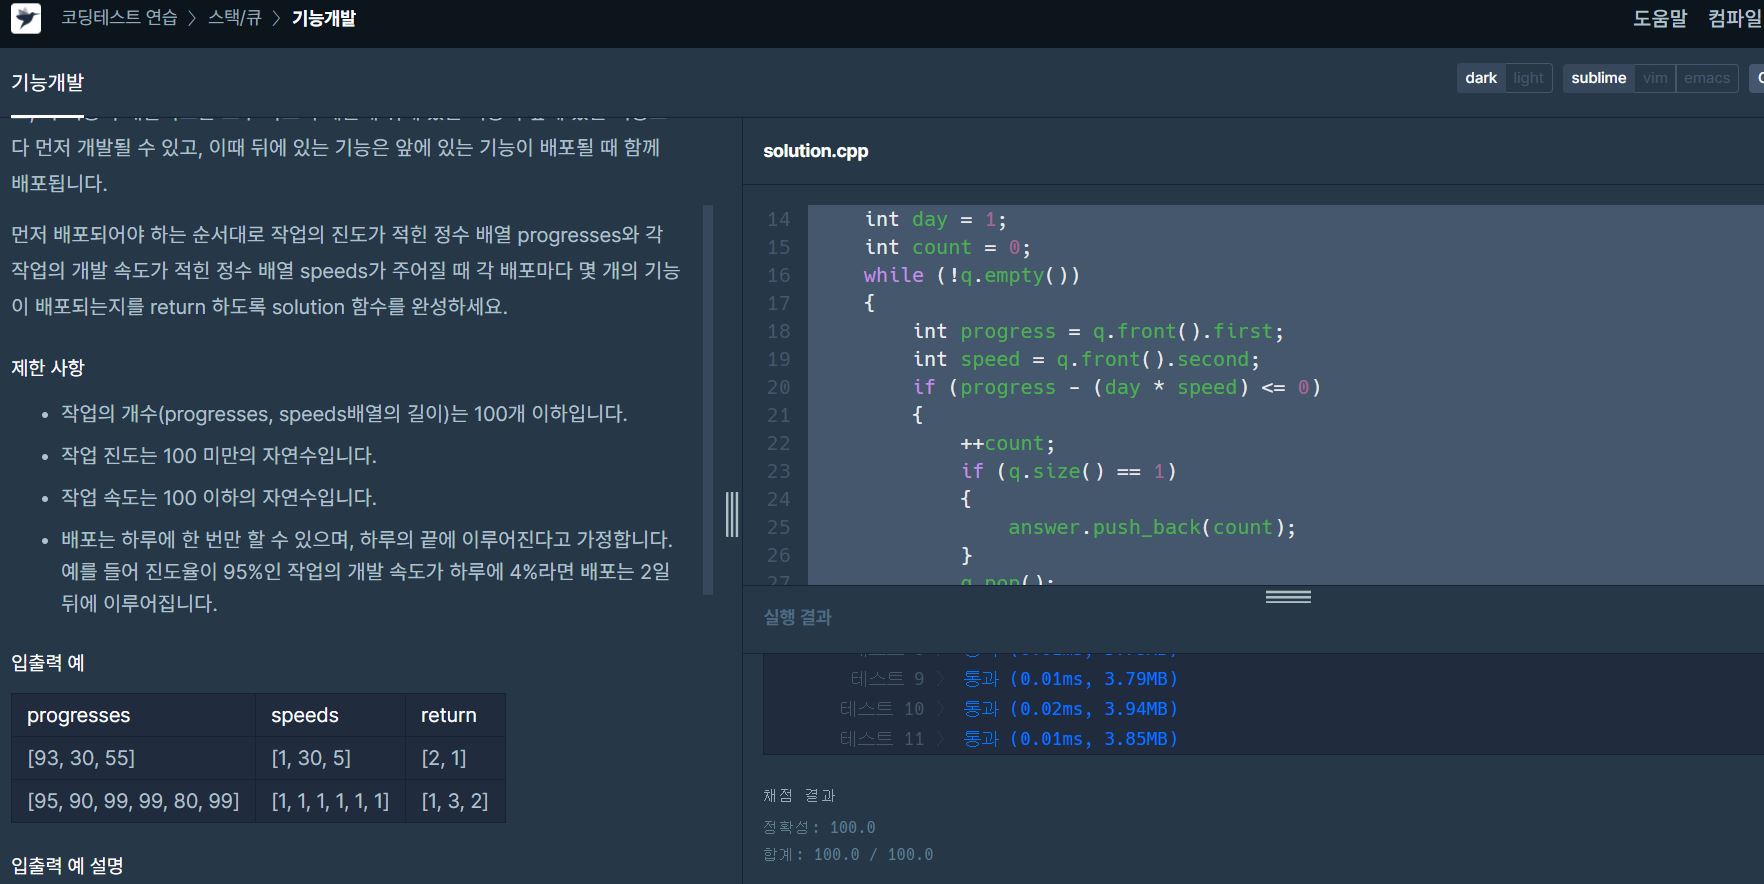 코딩테스트 연습 > 스택/큐 > 기능개발
도움말 컴파일
기능개발
dark light sublime vim emacs
다 먼저 개발될 수 있고, 이때 뒤에 있는 기능은 앞에 있는 기능이 배포될 때 함께
배포됩니다.
먼저 배포되어야 하는 순서대로 작업의 진도가 적힌 정수 배열 progresses와 각
작업의 개발 속도가 적힌 정수 배열 speeds가 주어질 때 각 배포마다 몇 개의 기능
이 배포되는지를 return 하도록 solution 함수를 완성하세요.
제한 사항
• 작업의 개수(progresses, speeds배열의 길이)는 100개 이하입니다.
• 작업 진도는 100 미만의 자연수입니다.
• 작업 속도는 100 이하의 자연수입니다.
• 배포는 하루에 한 번만 할 수 있으며, 하루의 끝에 이루어진다고 가정합니다.
예를 들어 진도율이 95%인 작업의 개발 속도가 하루에 4%라면 배포는 2일
뒤에 이루어집니다.
입출력 예
progresses speeds return
[93, 30, 55] [1, 30, 5] [2, 1]
[95, 90, 99, 99, 80, 99] [1, 1, 1, 1, 1, 1] [1, 3, 2]
입출력 예 설명
solution.cpp
14 int day = 1;
15 int count = 0;
16 while (!q.empty())
17 {
18 int progress = q.front().first;
19 int speed = q.front().second;
20 if (progress - (day * speed) <= 0)
21 {
22 ++count;
23 if (q.size() == 1)
24 {
25 answer.push_back(count);
26 }
27 q.pop();
실행 결과
테스트 9 > 통과 (0.01ms, 3.79MB)
테스트 10 > 통과 (0.02ms, 3.94MB)
테스트 11 > 통과 (0.01ms, 3.85MB)
채점 결과
정확성: 100.0
합계: 100.0 / 100.0